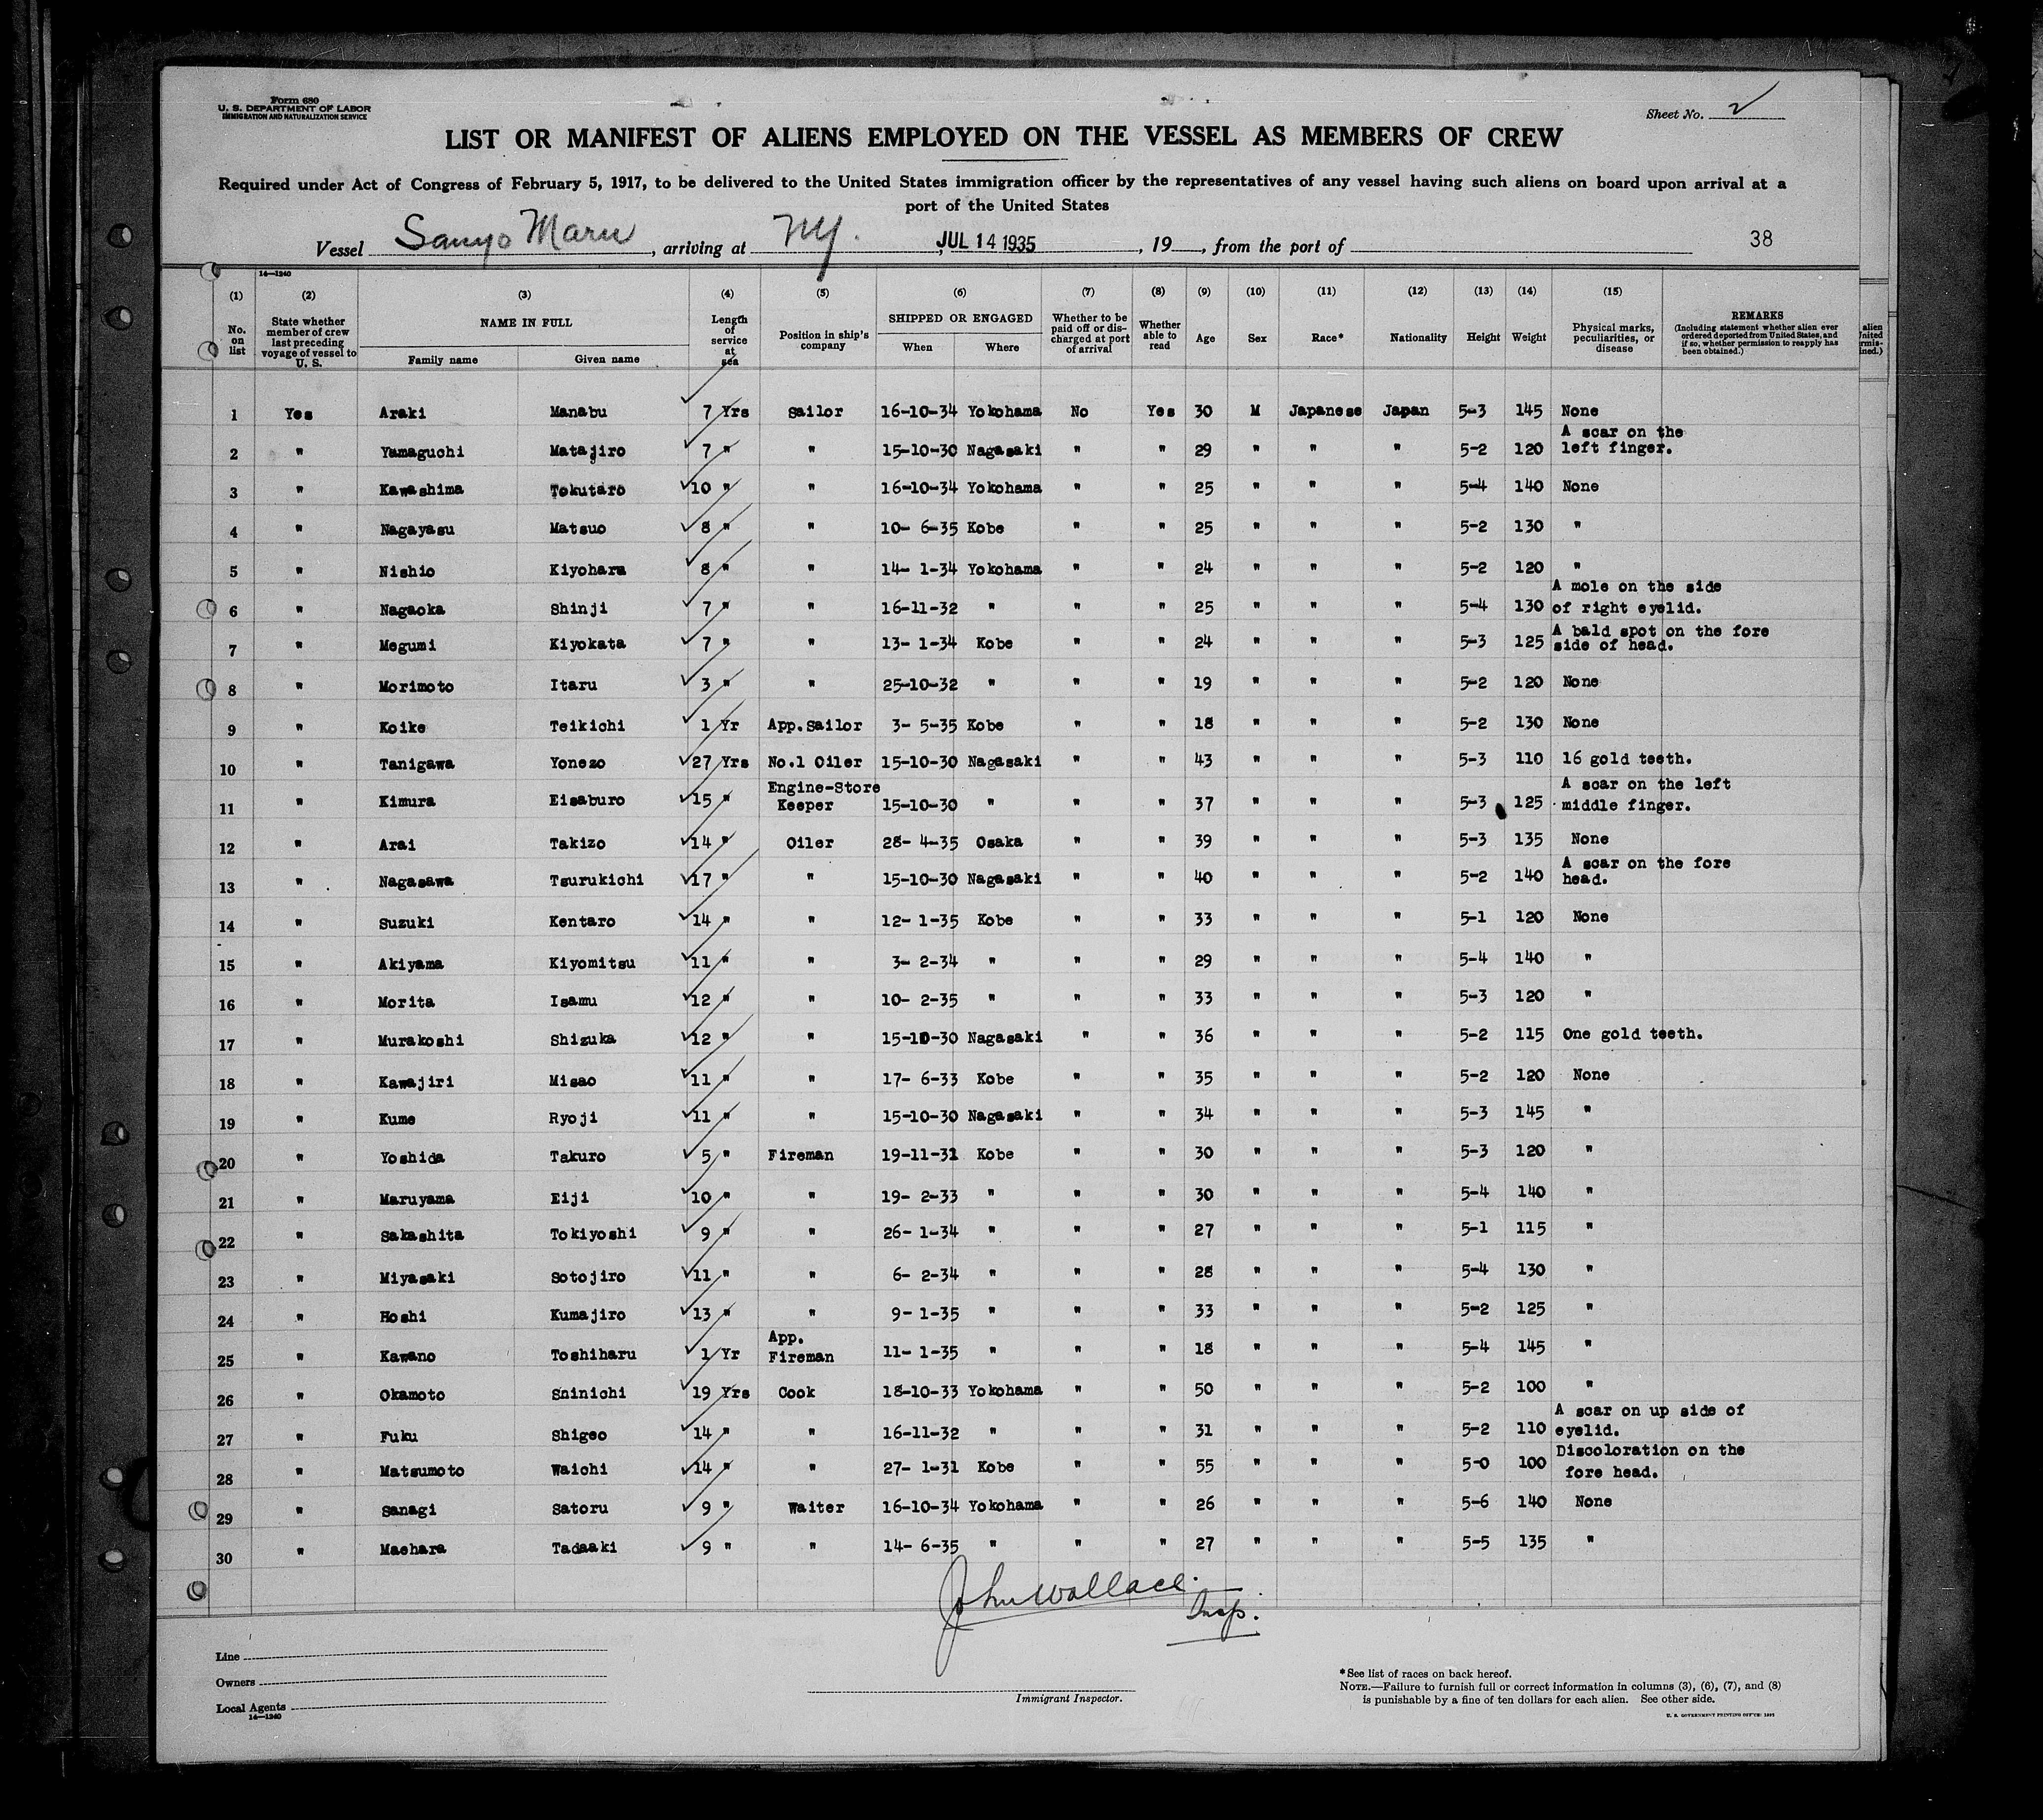 Form 680
U. S. DEPARTMENT OF LABOR
IMMIGRATION AND NATURALIZATION SERVICE
Sheet No. 2
LIST OR MANIFEST OF ALIENS EMPLOYED ON THE VESSEL AS MEMBERS OF CREW
Required under Act of Congress of February 5, 1917, to be delivered to the United States immigration officer by the representatives of any vessel having such aliens on board upon arrival at a
port of the United States
Vessel Sanyo Maru, arriving at NY. JUL 14 1935, 19, from the port of 38
14—1240
(1) (2) (3) (4) (5) (6) (7) (8) (9) (10) (11) (12) (13) (14) (15)
No. on list
State whether member of crew last preceding voyage of vessel to U. S.
NAME IN FULL
Family name Given name
Length of service at sea
Position in ship's company
SHIPPED OR ENGAGED
When Where
Whether to be paid off or discharged at port of arrival
Whether able to read
Age Sex Race* Nationality Height Weight
Physical marks, peculiarities, or disease
REMARKS
(Including statement whether alien ever ordered deported from United States, and if so, whether permission to reapply has been obtained.)
1 Yes Araki Manabu 7 Yrs Sailor 16-10-34 Yokohama No Yes 30 M Japanese Japan 5-3 145 None
2 " Yamaguchi Matajiro 7 " " 15-10-30 Nagasaki " " 29 " " " 5-2 120 A scar on the left finger.
3 " Kawashima Tokutaro 10 " " 16-10-34 Yokohama " " 25 " " " 5-4 140 None
4 " Nagayasu Matsuo 8 " " 10- 6-35 Kobe " " 25 " " " 5-2 130 "
5 " Nishio Kiyohara 8 " " 14- 1-34 Yokohama " " 24 " " " 5-2 120 "
6 " Nagaoka Shinji 7 " " 16-11-32 " " " 25 " " " 5-4 130 A mole on the side of right eyelid.
7 " Megumi Kiyokata 7 " " 13- 1-34 Kobe " " 24 " " " 5-3 125 A bald spot on the fore side of head.
8 " Morimoto Itaru 3 " " 25-10-32 " " " 19 " " " 5-2 120 None
9 " Koike Teikichi 1 Yr App.Sailor 3- 5-35 Kobe " " 18 " " " 5-2 130 None
10 " Tanigawa Yonezo 27 Yrs No.1 Oiler 15-10-30 Nagasaki " " 43 " " " 5-3 110 16 gold teeth.
11 " Kimura Eisaburo 15 " Engine-Store Keeper 15-10-30 " " " 37 " " " 5-3 125 A scar on the left middle finger.
12 " Arai Takizo 14 " Oiler 28- 4-35 Osaka " " 39 " " " 5-3 135 None
13 " Nagasawa Tsurukichi 17 " " 15-10-30 Nagasaki " " 40 " " " 5-2 140 A scar on the fore head.
14 " Suzuki Kentaro 14 " " 12- 1-35 Kobe " " 33 " " " 5-1 120 None
15 " Akiyama Kiyomitsu 11 " " 3- 2-34 " " " 29 " " " 5-4 140 "
16 " Morita Isamu 12 " " 10- 2-35 " " " 33 " " " 5-3 120 "
17 " Murakoshi Shizuka 12 " " 15-10-30 Nagasaki " " 36 " " " 5-2 115 One gold teeth.
18 " Kawajiri Misao 11 " " 17- 6-33 Kobe " " 35 " " " 5-2 120 None
19 " Kume Ryoji 11 " " 15-10-30 Nagasaki " " 34 " " " 5-3 145 "
20 " Yoshida Takuro 5 " Fireman 19-11-31 Kobe " " 30 " " " 5-3 120 "
21 " Maruyama Eiji 10 " " 19- 2-33 " " " 30 " " " 5-4 140 "
22 " Sakashita Tokiyoshi 9 " " 26- 1-34 " " " 27 " " " 5-1 115 "
23 " Miyasaki Sotojiro 11 " " 6- 2-34 " " " 28 " " " 5-4 130 "
24 " Hoshi Kumajiro 13 " " 9- 1-35 " " " 33 " " " 5-2 125 "
25 " Kawano Toshiharu 1 Yr App. Fireman 11- 1-35 " " " 18 " " " 5-4 145 "
26 " Okamoto Sninichi 19 Yrs Cook 18-10-33 Yokohama " " 50 " " " 5-2 100 "
27 " Fuku Shigeo 14 " " 16-11-32 " " " 31 " " " 5-2 110 A scar on up side of eyelid.
28 " Matsumoto Waichi 14 " " 27- 1-31 Kobe " " 55 " " " 5-0 100 Discoloration on the fore head.
29 " Sanagi Satoru 9 " Waiter 16-10-34 Yokohama " " 26 " " " 5-6 140 None
30 " Maehara Tadaaki 9 " " 14- 6-35 " " " 27 " " " 5-5 135 "
John Wallace.
Insp.
Line
Owners
Local Agents
14—1240
Immigrant Inspector.
*See list of races on back hereof.
NOTE.—Failure to furnish full or correct information in columns (3), (6), (7), and (8)
is punishable by a fine of ten dollars for each alien. See other side.